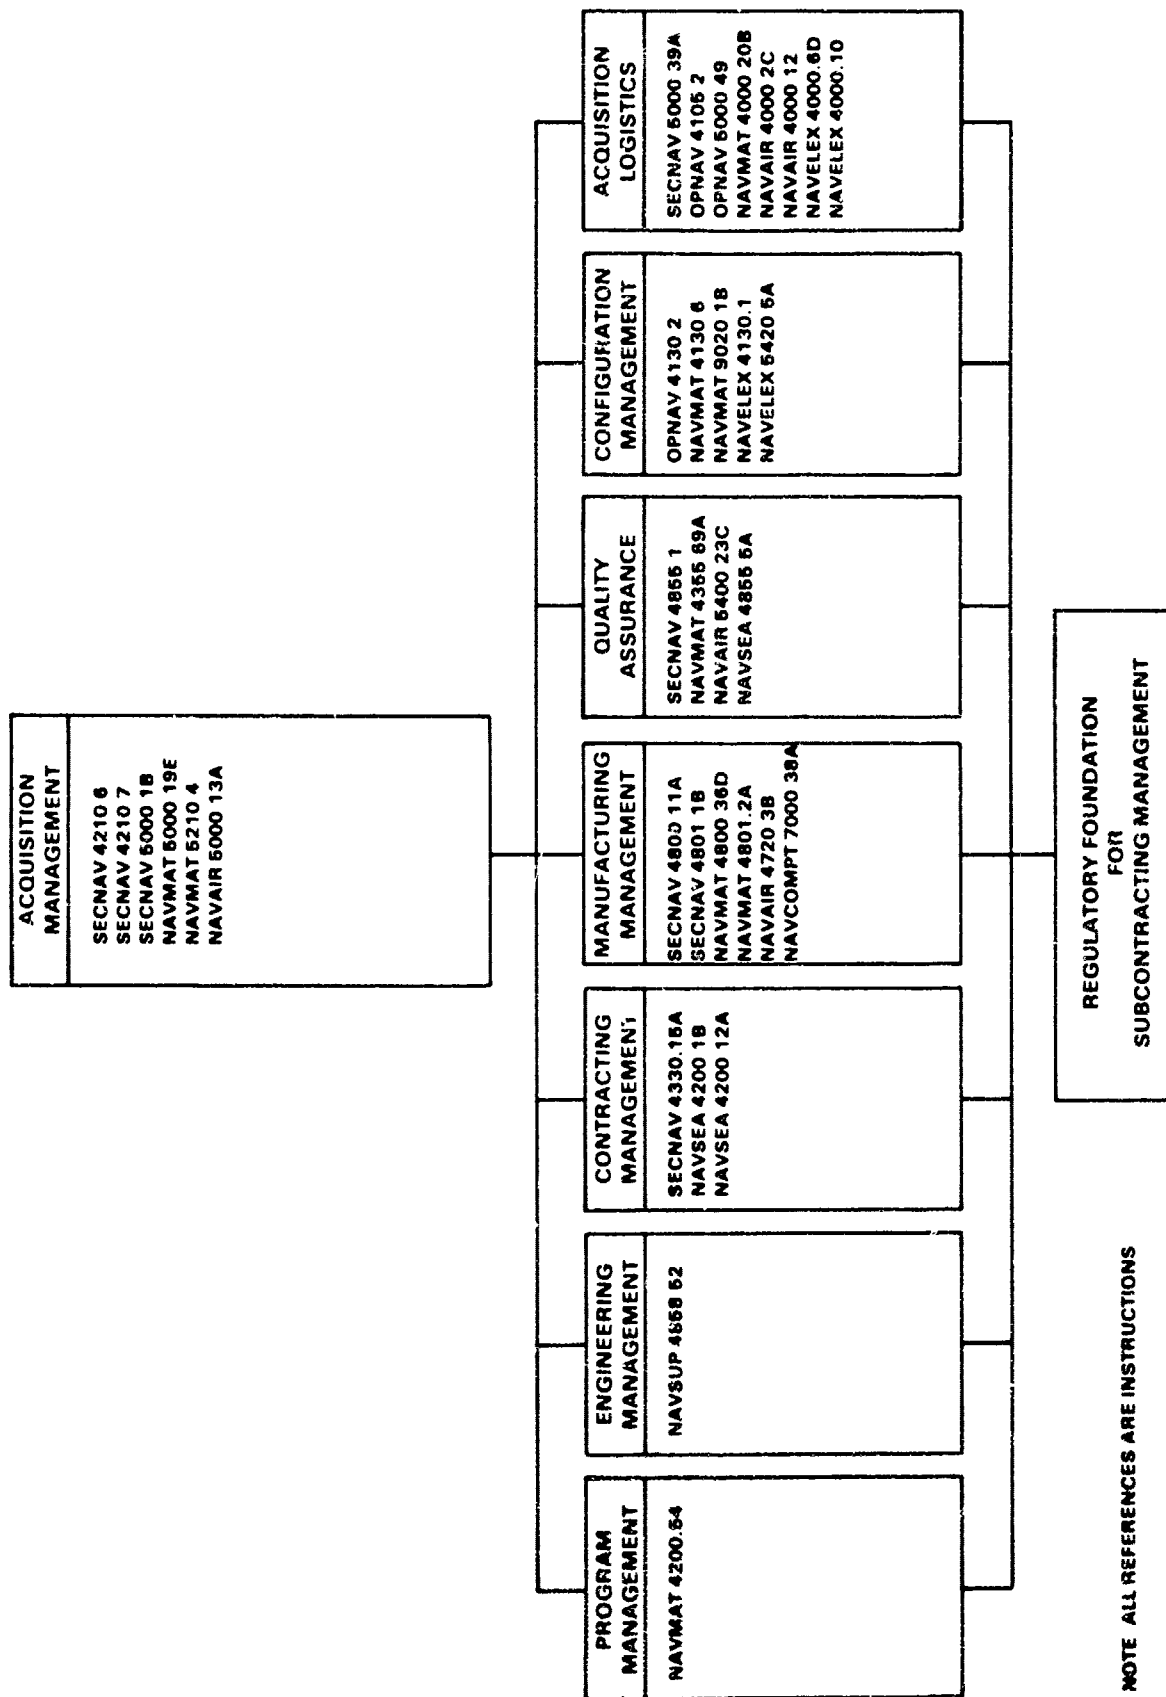 ACQUISITION
MANAGEMENT
SECNAV 4210 6
SECNAV 4210 7
SECNAV 5000 1B
NAVMAT 5000 19E
NAVMAT 5210 4
NAVAIR 5000 13A
PROGRAM
MANAGEMENT
NAVMAT 4200.54
ENGINEERING
MANAGEMENT
NAVSUP 4858 52
CONTRACTING
MANAGEMENT
SECNAV 4330.15A
NAVSEA 4200 1B
NAVSEA 4200 12A
MANUFACTURING
MANAGEMENT
SECNAV 4800 11A
SECNAV 4801 1B
NAVMAT 4800 36D
NAVMAT 4801.2A
NAVAIR 4720 3B
NAVCOMPT 7000 38A
QUALITY
ASSURANCE
SECNAV 4855 1
NAVMAT 4355 69A
NAVAIR 5400 23C
NAVSEA 4855 5A
CONFIGURATION
MANAGEMENT
OPNAV 4130 2
NAVMAT 4130 6
NAVMAT 9020 1B
NAVELEX 4130.1
NAVELEX 5420 5A
ACQUISITION
LOGISTICS
SECNAV 5000 39A
OPNAV 4105 2
OPNAV 5000 49
NAVMAT 4000 20B
NAVAIR 4000 2C
NAVAIR 4000 12
NAVELEX 4000.6D
NAVELEX 4000.10
REGULATORY FOUNDATION
FOR
SUBCONTRACTING MANAGEMENT
NOTE ALL REFERENCES ARE INSTRUCTIONS